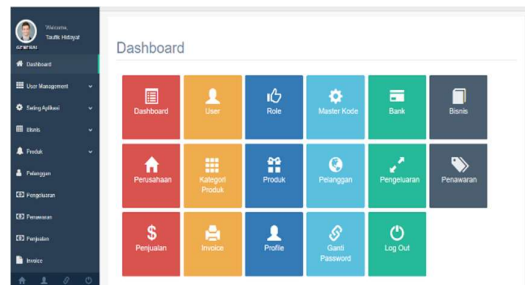 Welcome,
Taufik Hidayat
Dashboard
User Management
Seting Aplikasi
Bisnis
Produk
Pelanggan
Pengeluaran
Penawaran
Penjualan
Invoice
Dashboard
Dashboard
User
Role
Master Kode
Bank
Bisnis
Perusahaan
Kategori
Produk
Produk
Pelanggan
Pengeluaran
Penawaran
Penjualan
Invoice
Profile
Ganti
Password
Log Out